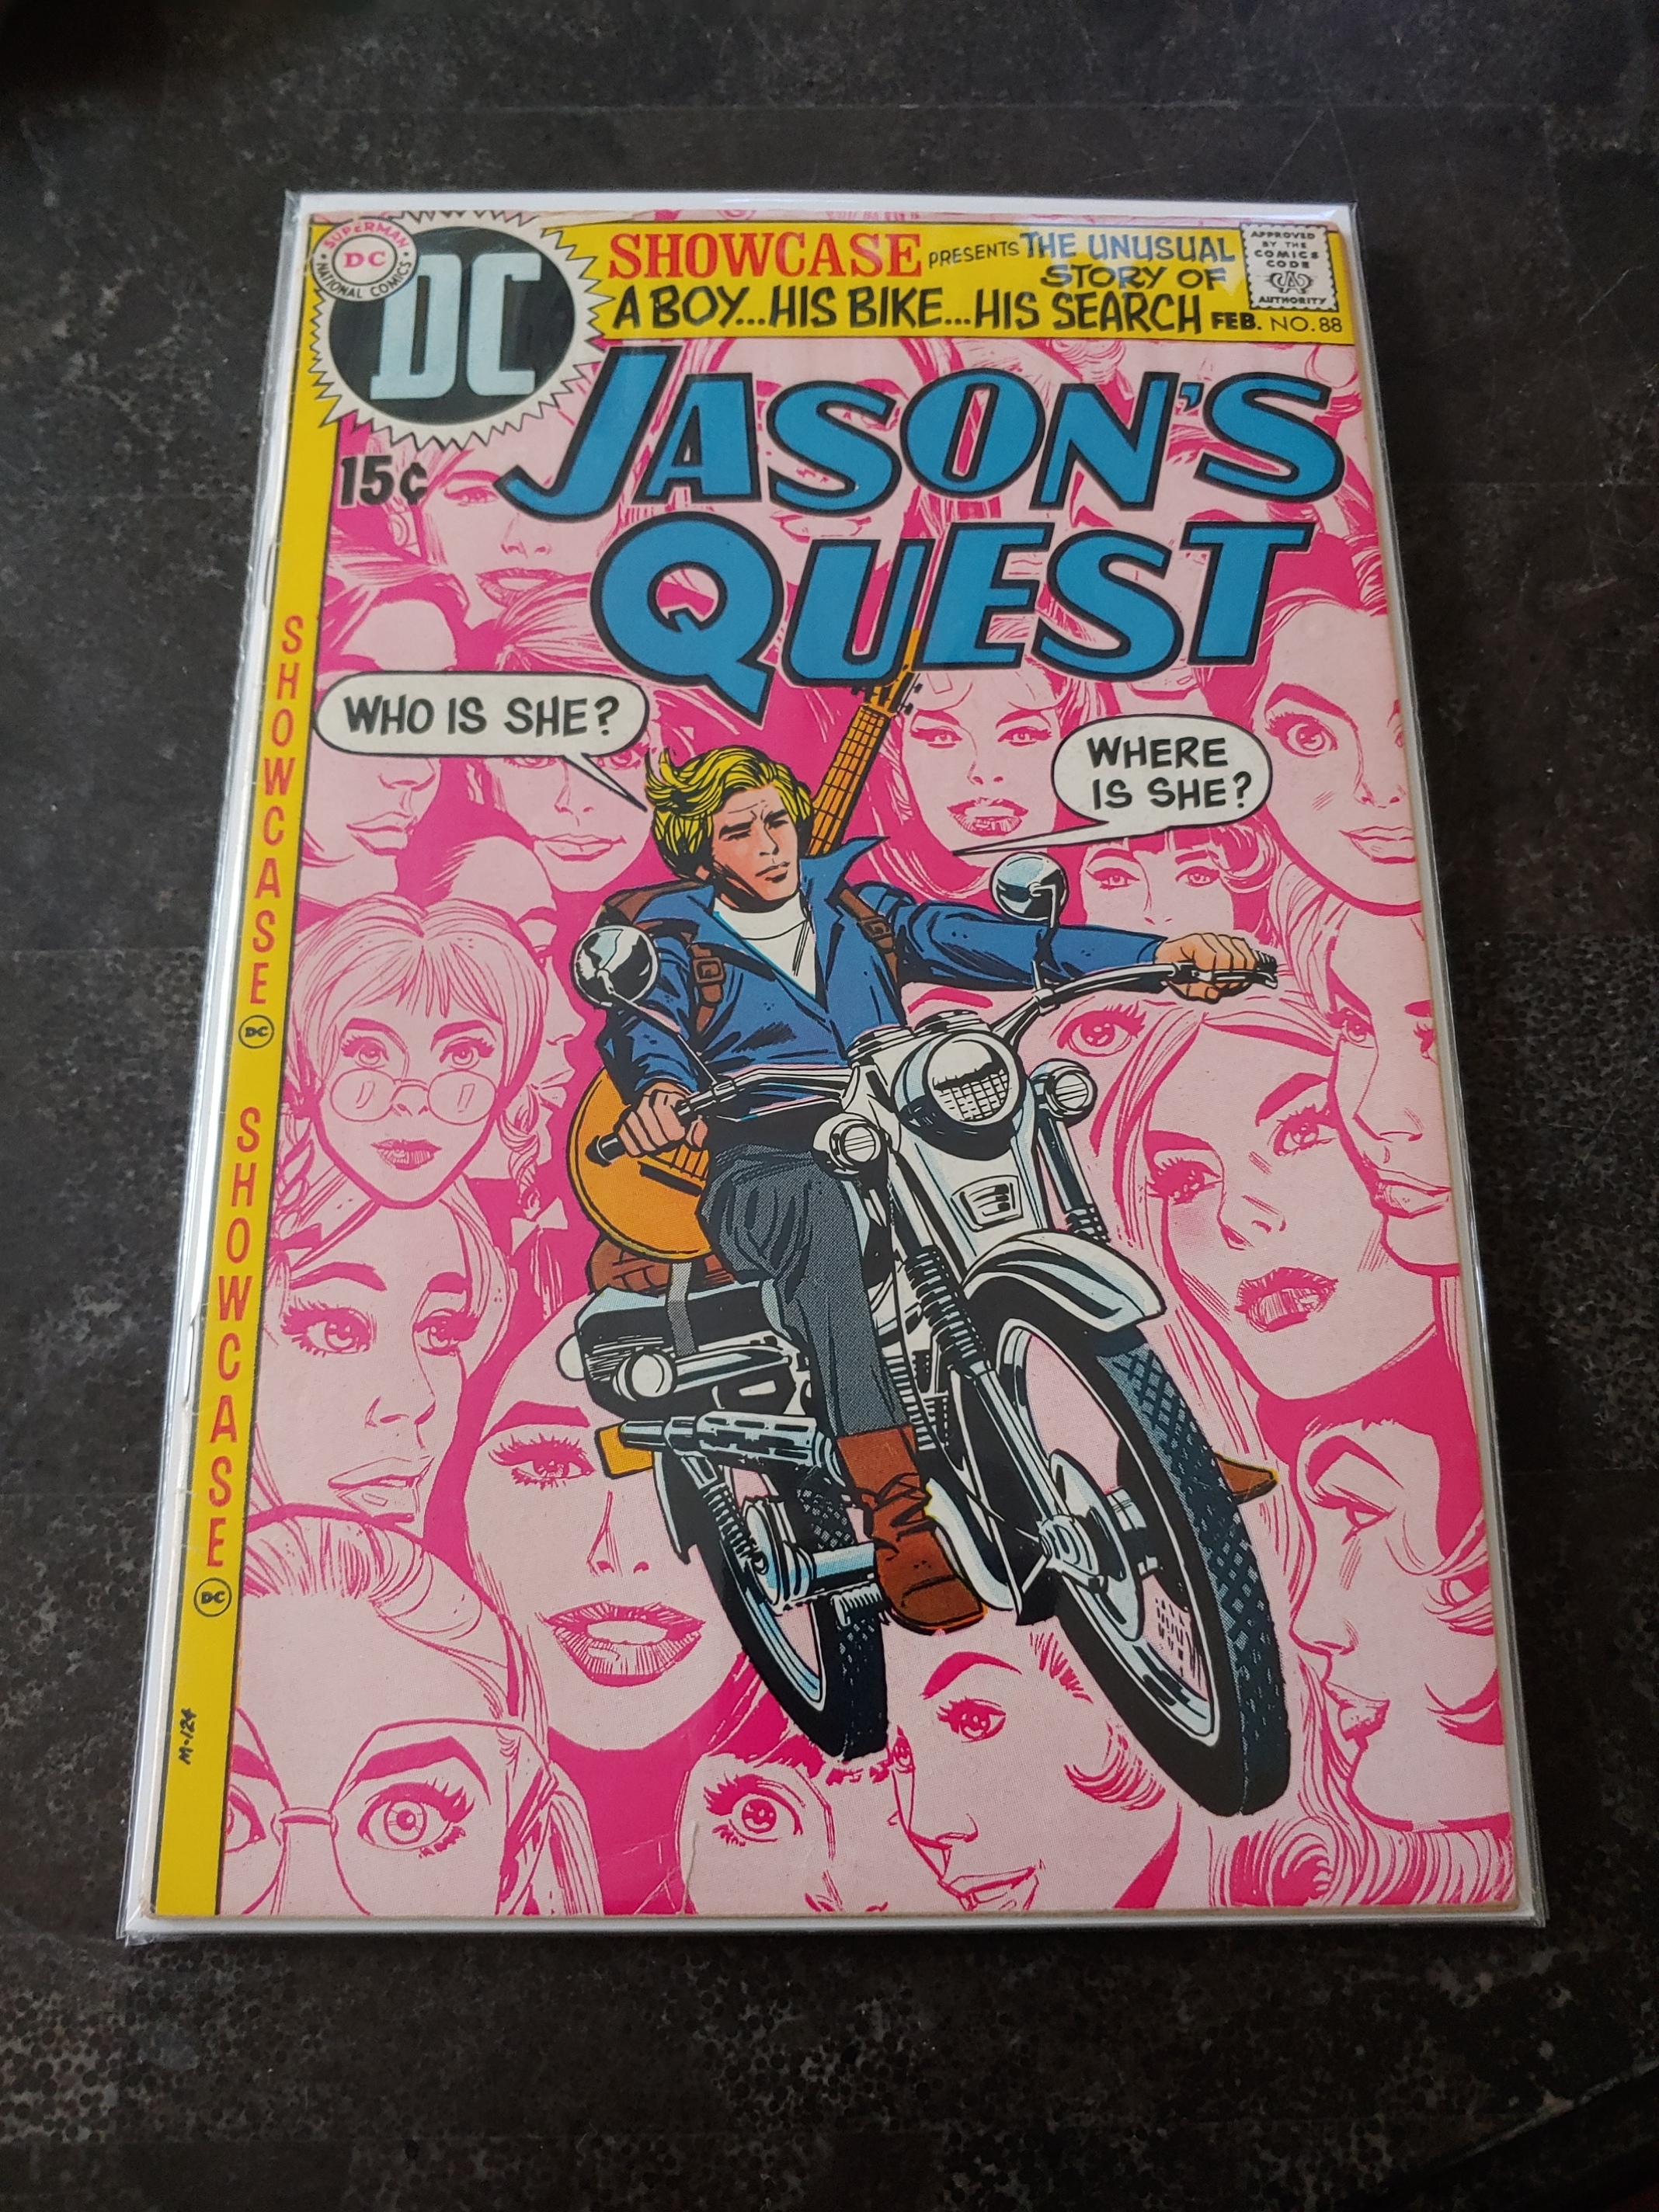 SUPERMAN
DC
NATIONAL COMICS
DC
SHOWCASE PRESENTS THE UNUSUAL
STORY OF
A BOY...HIS BIKE...HIS SEARCH FEB. NO. 88
APPROVED
BY THE
COMICS
CODE
CA
AUTHORITY
15¢
JASON'S
QUEST
WHO IS SHE?
WHERE
IS SHE?
SHOWCASE DC SHOWCASE DC
M-124